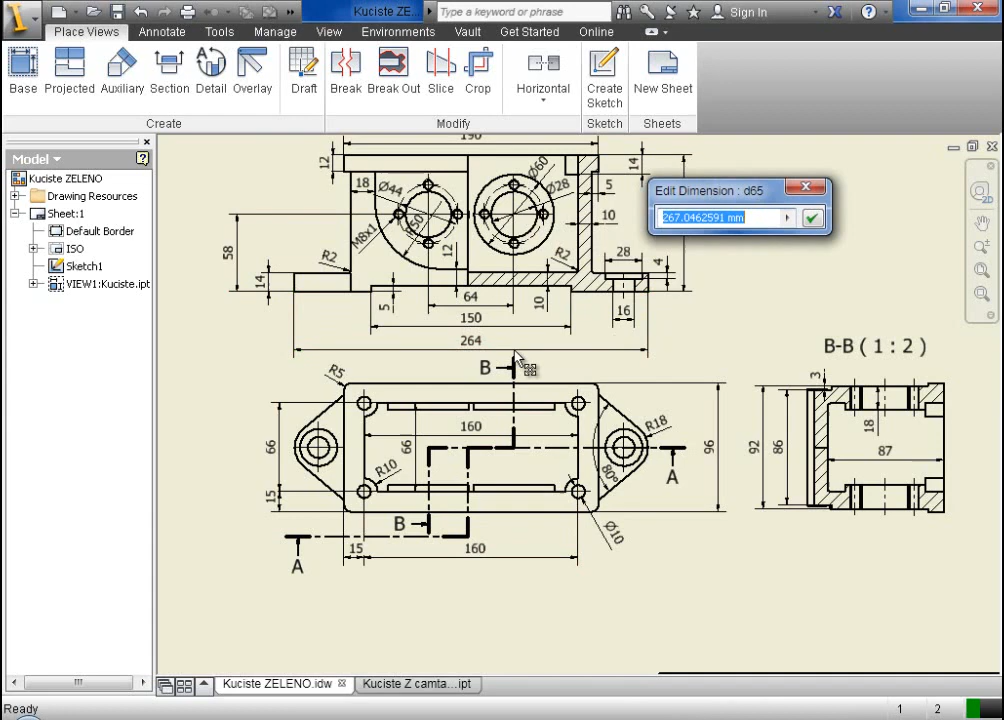 Kuciste ZE...
Type a keyword or phrase
Sign In
Place Views
Annotate
Tools
Manage
View
Environments
Vault
Get Started
Online
Base
Projected
Auxiliary
Section
Detail
Overlay
Draft
Break
Break Out
Slice
Crop
Horizontal
Create
Sketch
New Sheet
Create
Modify
Sketch
Sheets
Model
Kuciste ZELENO
Drawing Resources
Sheet:1
Default Border
ISO
Sketch1
VIEW1:Kuciste.ipt
Edit Dimension : d65
267.0462591 mm
190
12
14
18
Ø44
Ø60
Ø28
5
R50
M8x1
10
58
12
R2
R2
28
4
14
64
5
10
16
150
264
B
R5
66
160
66
R18
96
80°
R10
A
15
B
Ø10
A
15
160
B-B ( 1 : 2 )
3
92
86
18
87
Kuciste ZELENO.idw
Kuciste Z camta...ipt
Ready
1
2